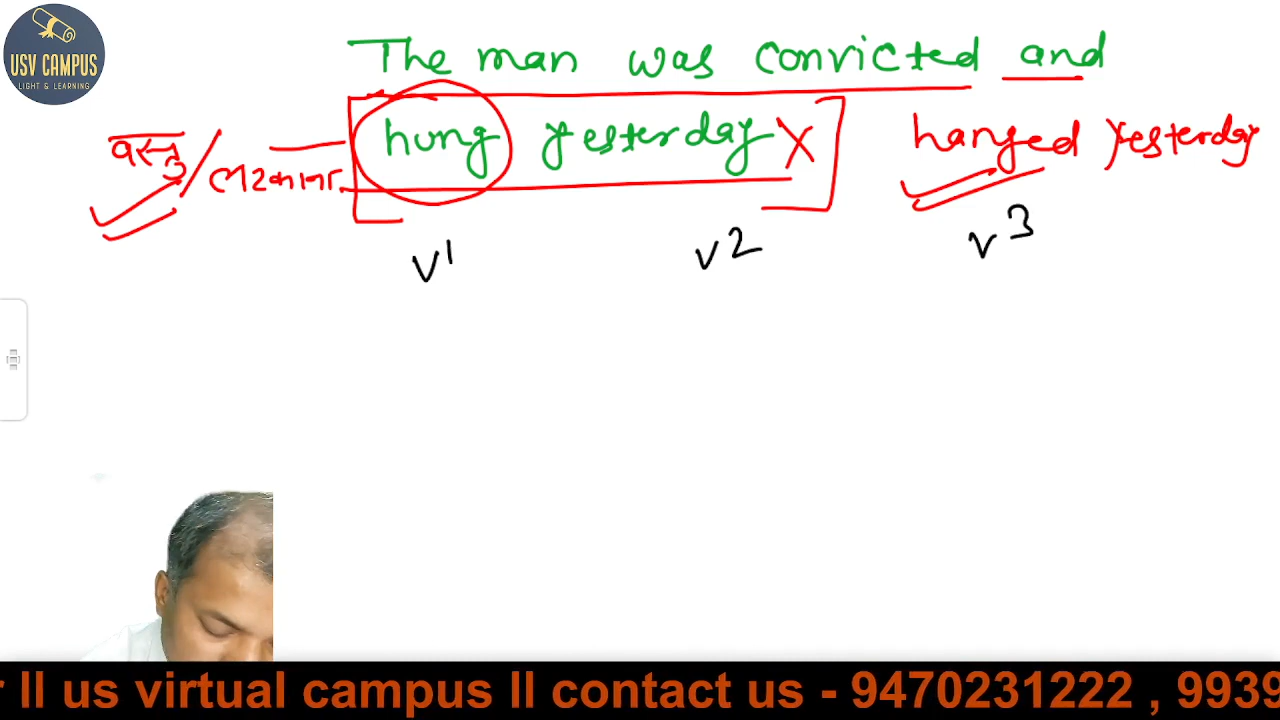 USV CAMPUS
LIGHT & LEARNING
The man was convicted and
वस्तु / लटकाना hung yesterday X hanged yesterday
V1 V2 V3
r ll us virtual campus ll contact us - 9470231222 , 9939